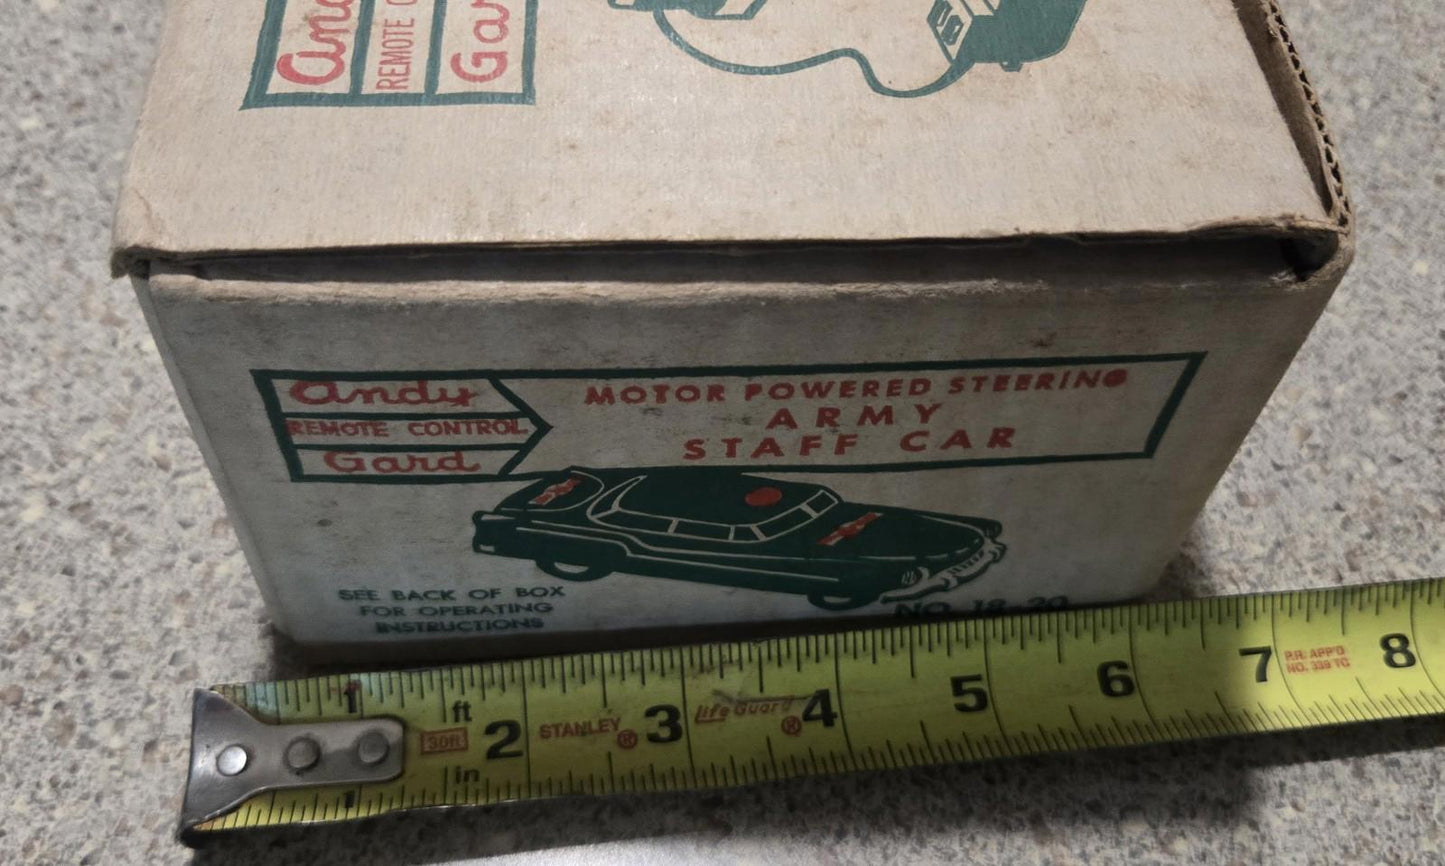 REMOTE
andy
REMOTE CONTROL
Gard
MOTOR POWERED STEERING
ARMY
STAFF CAR
SEE BACK OF BOX
FOR OPERATING
INSTRUCTIONS
1 ft 2 STANLEY® 3 Life Guard® 4 5 6 7 P.R. APP'D 8
30ft
NO. 339 TC
in